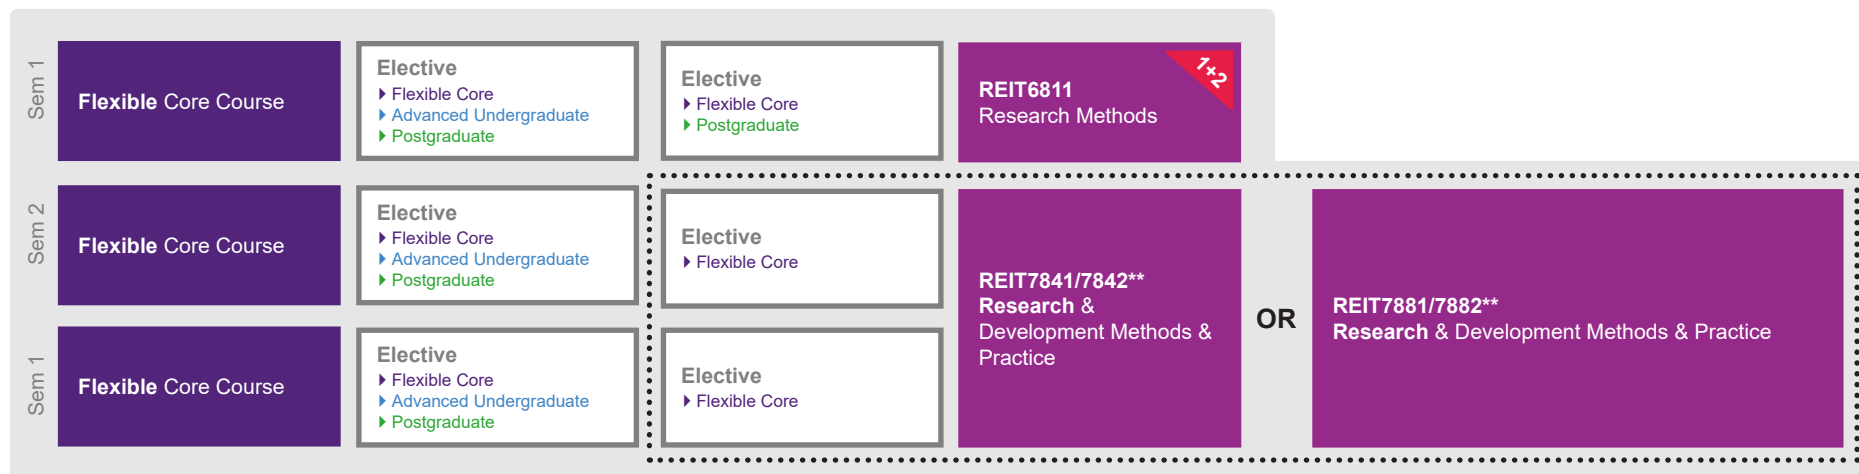 Sem 1
Flexible Core Course
Elective
Flexible Core
Advanced Undergraduate
Postgraduate
Elective
Flexible Core
Postgraduate
REIT6811
Research Methods
1+2
Sem 2
Flexible Core Course
Elective
Flexible Core
Advanced Undergraduate
Postgraduate
Elective
Flexible Core
Sem 1
Flexible Core Course
Elective
Flexible Core
Advanced Undergraduate
Postgraduate
Elective
Flexible Core
REIT7841/7842**
Research &
Development Methods &
Practice
OR
REIT7881/7882**
Research & Development Methods & Practice